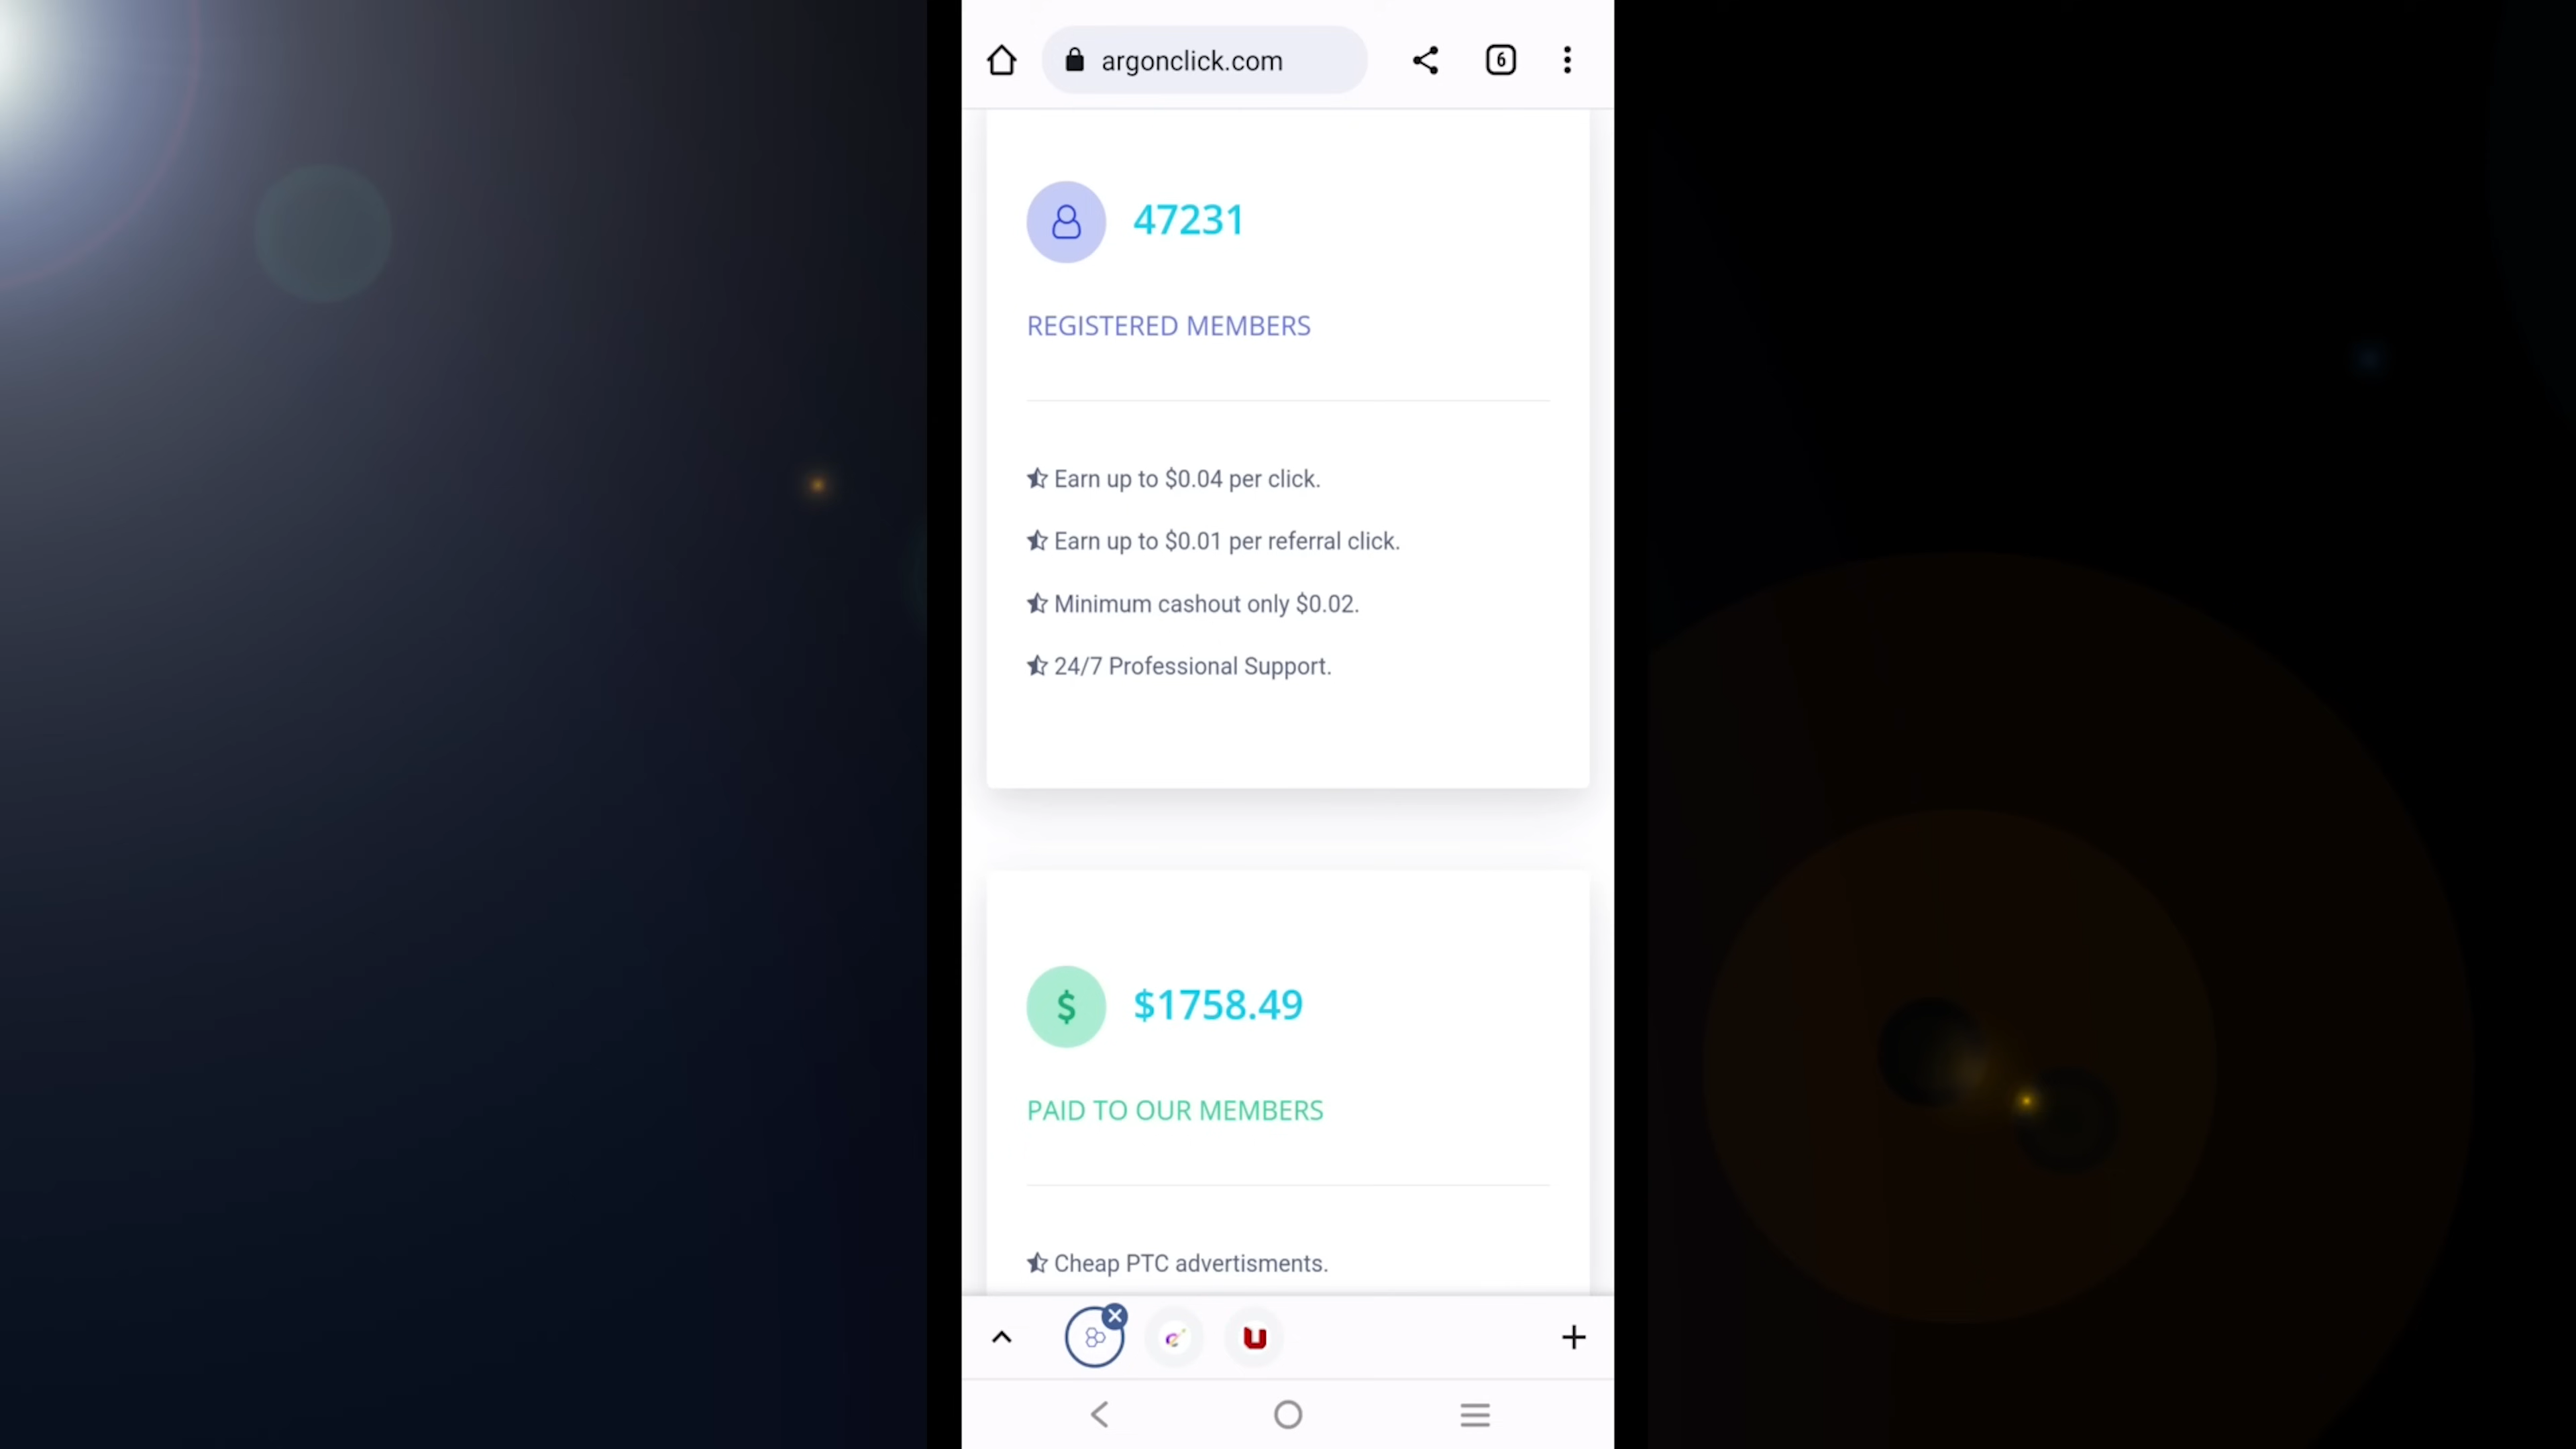 argonclick.com
6
47231
REGISTERED MEMBERS
Earn up to $0.04 per click.
Earn up to $0.01 per referral click.
Minimum cashout only $0.02.
24/7 Professional Support.
$
$1758.49
PAID TO OUR MEMBERS
Cheap PTC advertisments.